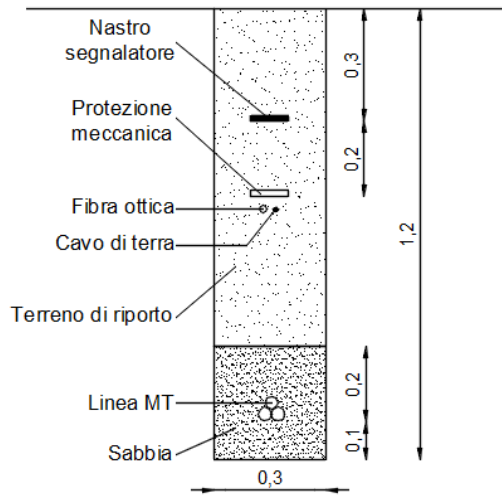 Nastro
segnalatore
Protezione
meccanica
Fibra ottica
Cavo di terra
Terreno di riporto
Linea MT
Sabbia
0,3
0,2
1,2
0,2
0,1
0,3